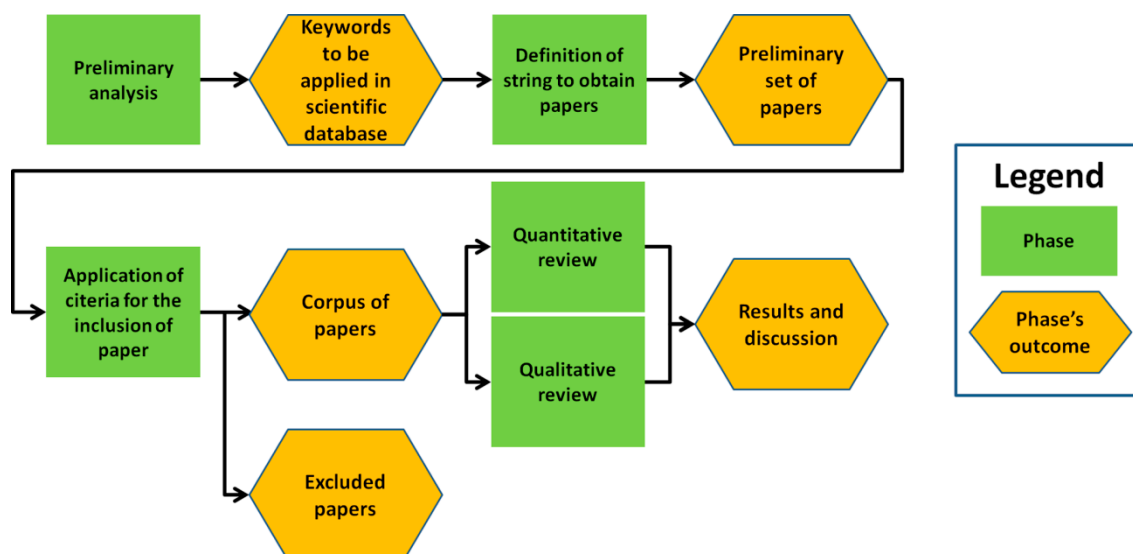 Preliminary
analysis
Keywords
to be
applied in
scientific
database
Definition of
string to obtain
papers
Preliminary
set of
papers
Legend
Phase
Phase's
outcome
Application of
citeria for the
inclusion of
paper
Corpus of
papers
Quantitative
review
Qualitative
review
Results and
discussion
Excluded
papers